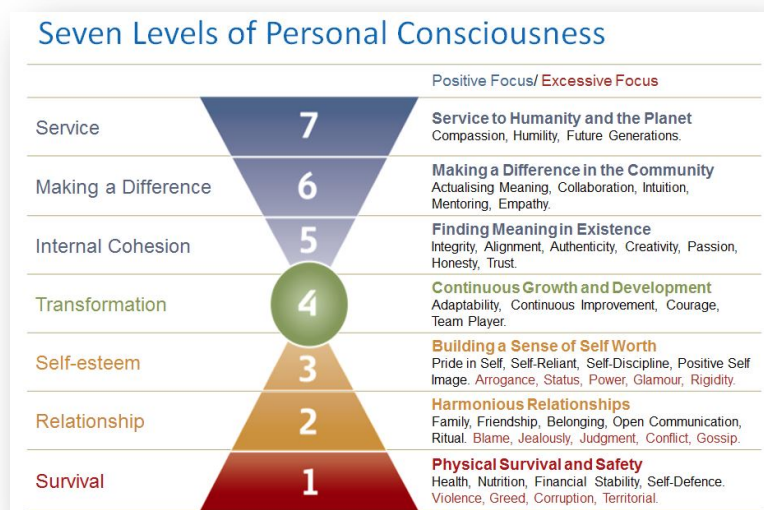 Seven Levels of Personal Consciousness
Positive Focus/ Excessive Focus
Service
7
Service to Humanity and the Planet
Compassion, Humility, Future Generations.
Making a Difference
6
Making a Difference in the Community
Actualising Meaning, Collaboration, Intuition,
Mentoring, Empathy.
Internal Cohesion
5
Finding Meaning in Existence
Integrity, Alignment, Authenticity, Creativity, Passion,
Honesty, Trust.
Transformation
4
Continuous Growth and Development
Adaptability, Continuous Improvement, Courage,
Team Player.
Self-esteem
3
Building a Sense of Self Worth
Pride in Self, Self-Reliant, Self-Discipline, Positive Self
Image. Arrogance, Status, Power, Glamour, Rigidity.
Relationship
2
Harmonious Relationships
Family, Friendship, Belonging, Open Communication,
Ritual. Blame, Jealously, Judgment, Conflict, Gossip.
Survival
1
Physical Survival and Safety
Health, Nutrition, Financial Stability, Self-Defence.
Violence, Greed, Corruption, Territorial.